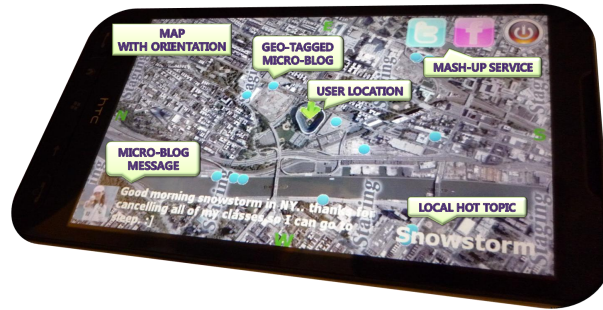 MAP
WITH ORIENTATION
GEO-TAGGED
MICRO-BLOG
MASH-UP SERVICE
USER LOCATION
hTC
N
S
MICRO-BLOG
MESSAGE
Good morning snowstorm in NY.. thanks for
cancelling all of my classes so I can go to
sleep. :]
W
LOCAL HOT TOPIC
Snowstorm